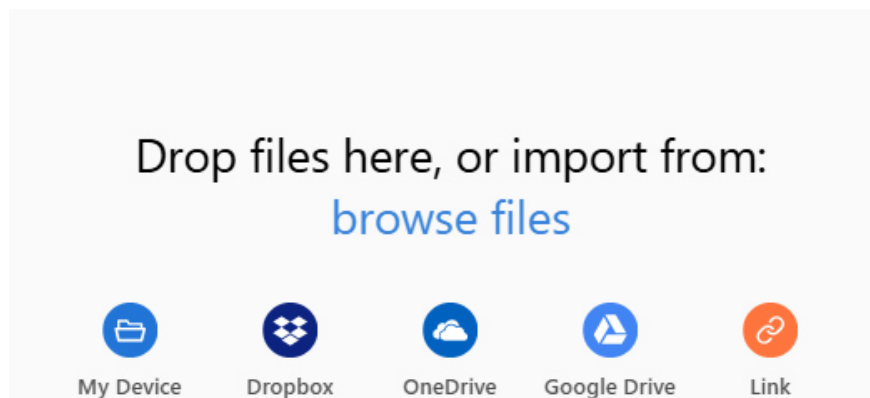 Drop files here, or import from:
browse files
My Device Dropbox OneDrive Google Drive Link